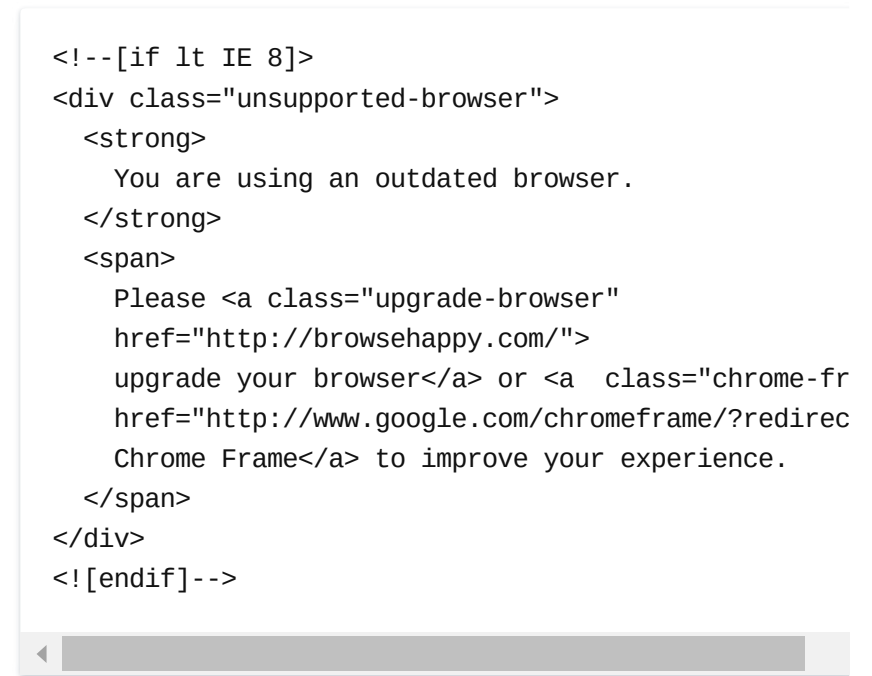 <!--[if lt IE 8]>
<div class="unsupported-browser">
  <strong>
    You are using an outdated browser.
  </strong>
  <span>
    Please <a class="upgrade-browser"
    href="http://browsehappy.com/">
    upgrade your browser</a> or <a  class="chrome-fr
    href="http://www.google.com/chromeframe/?redirec
    Chrome Frame</a> to improve your experience.
  </span>
</div>
<![endif]-->